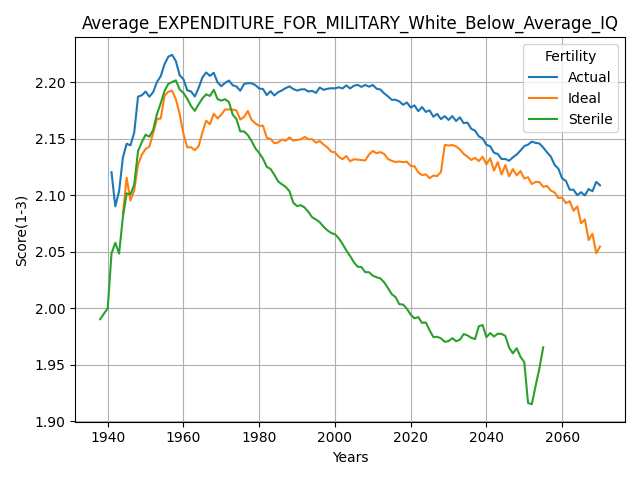 Average_EXPENDITURE_FOR_MILITARY_White_Below_Average_IQ
Fertility
Actual
Ideal
Sterile
Score(1-3)
2.20
2.15
2.10
2.05
2.00
1.95
1.90
1940 1960 1980 2000 2020 2040 2060
Years